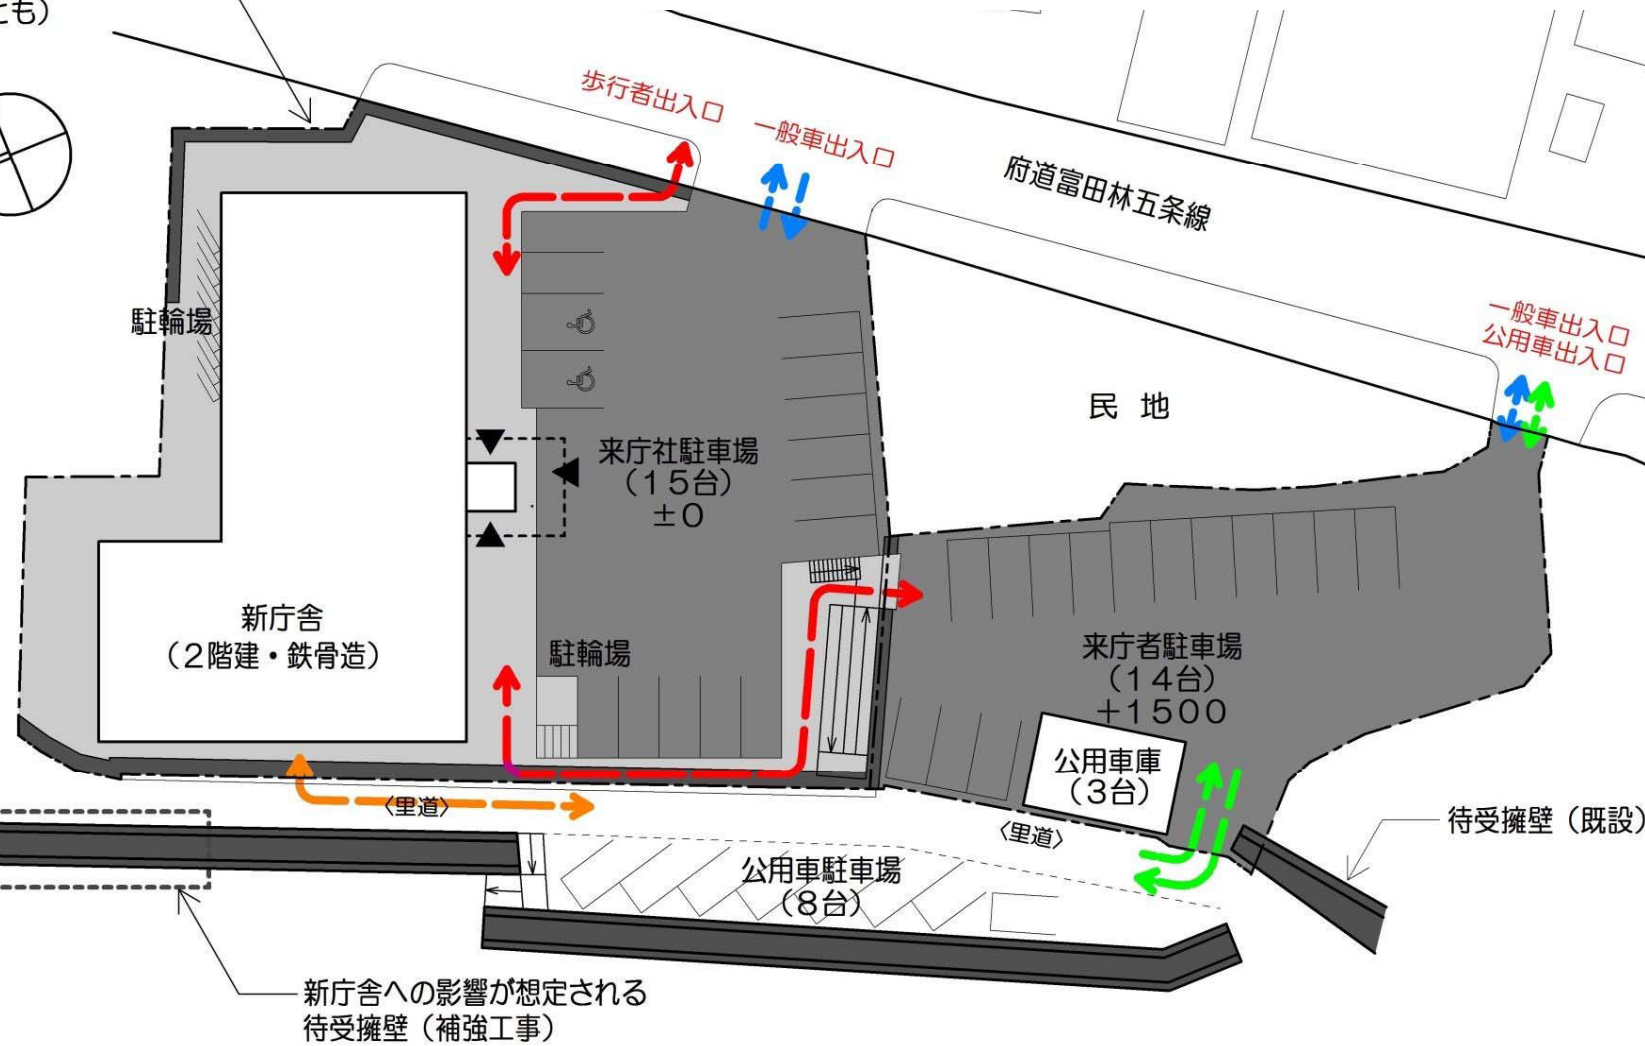 とも）
歩行者出入口
一般車出入口
府道富田林五条線
一般車出入口
公用車出入口
駐輪場
民 地
来庁社駐車場
（１５台）
±０
新庁舎
（２階建・鉄骨造）
駐輪場
来庁者駐車場
（１４台）
＋１５００
公用車庫
（３台）
〈里道〉
〈里道〉
待受擁壁（既設）
公用車駐車場
（８台）
新庁舎への影響が想定される
待受擁壁（補強工事）